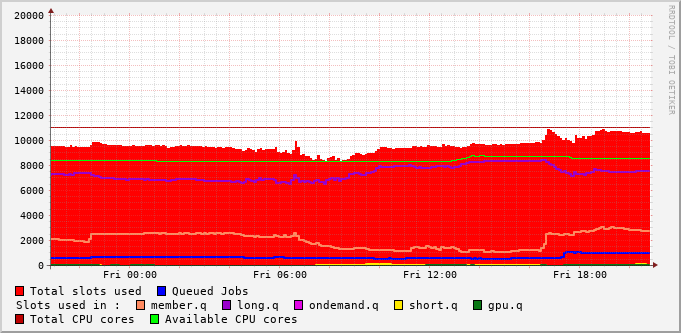 RRDTOOL / TOBI OETIKER
20000
18000
16000
14000
12000
10000
8000
6000
4000
2000
0
Fri 00:00 Fri 06:00 Fri 12:00 Fri 18:00
Total slots used Queued Jobs
Slots used in : member.q long.q ondemand.q short.q gpu.q
Total CPU cores Available CPU cores